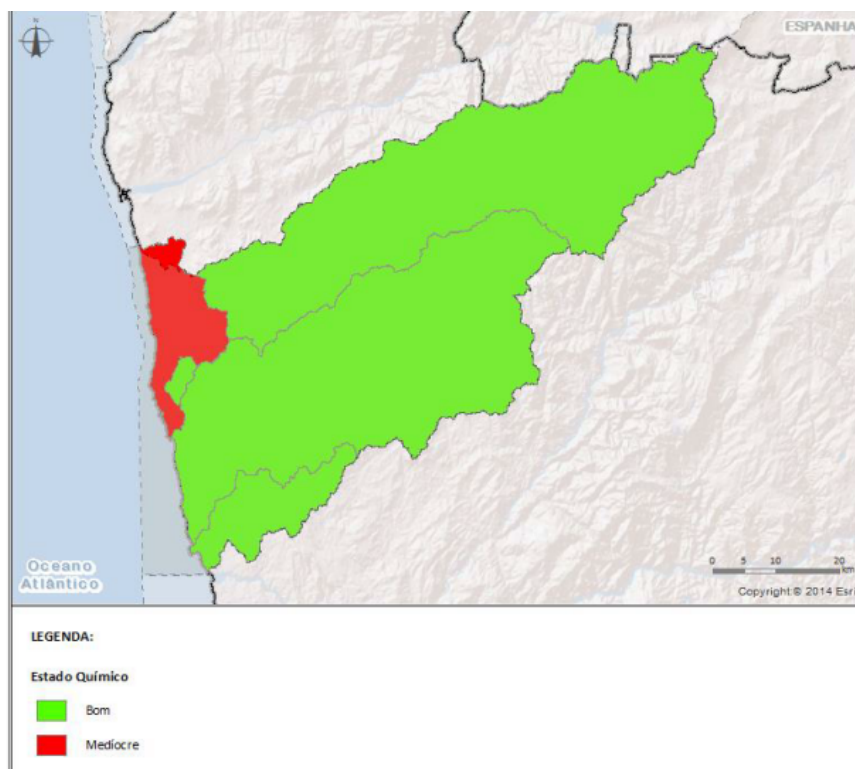 N
ESPANHA
Oceano
Atlântico
0 5 10 20
km
Copyright:© 2014 Esri
LEGENDA:
Estado Químico
Bom
Medíocre